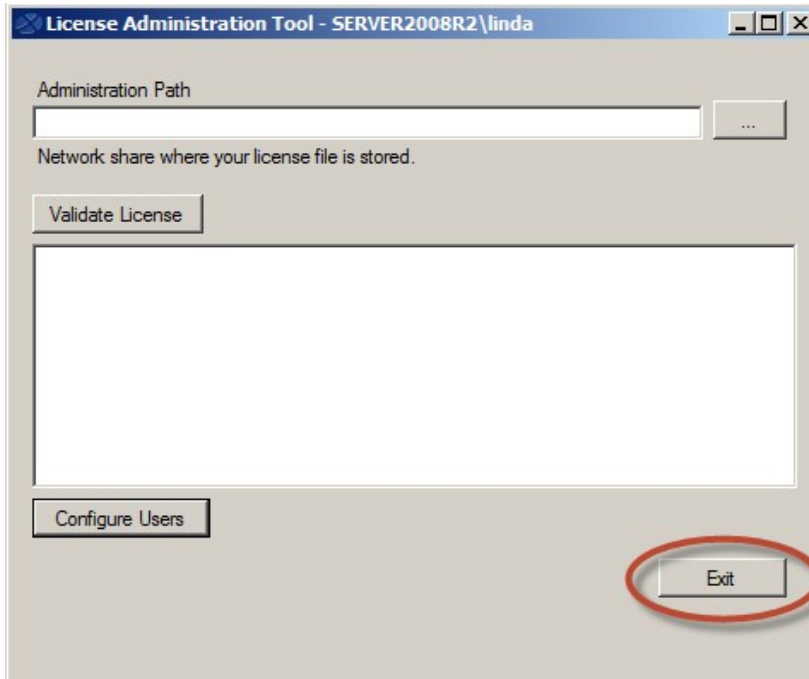 License Administration Tool - SERVER2008R2\linda
Administration Path
...
Network share where your license file is stored.
Validate License
Configure Users
Exit